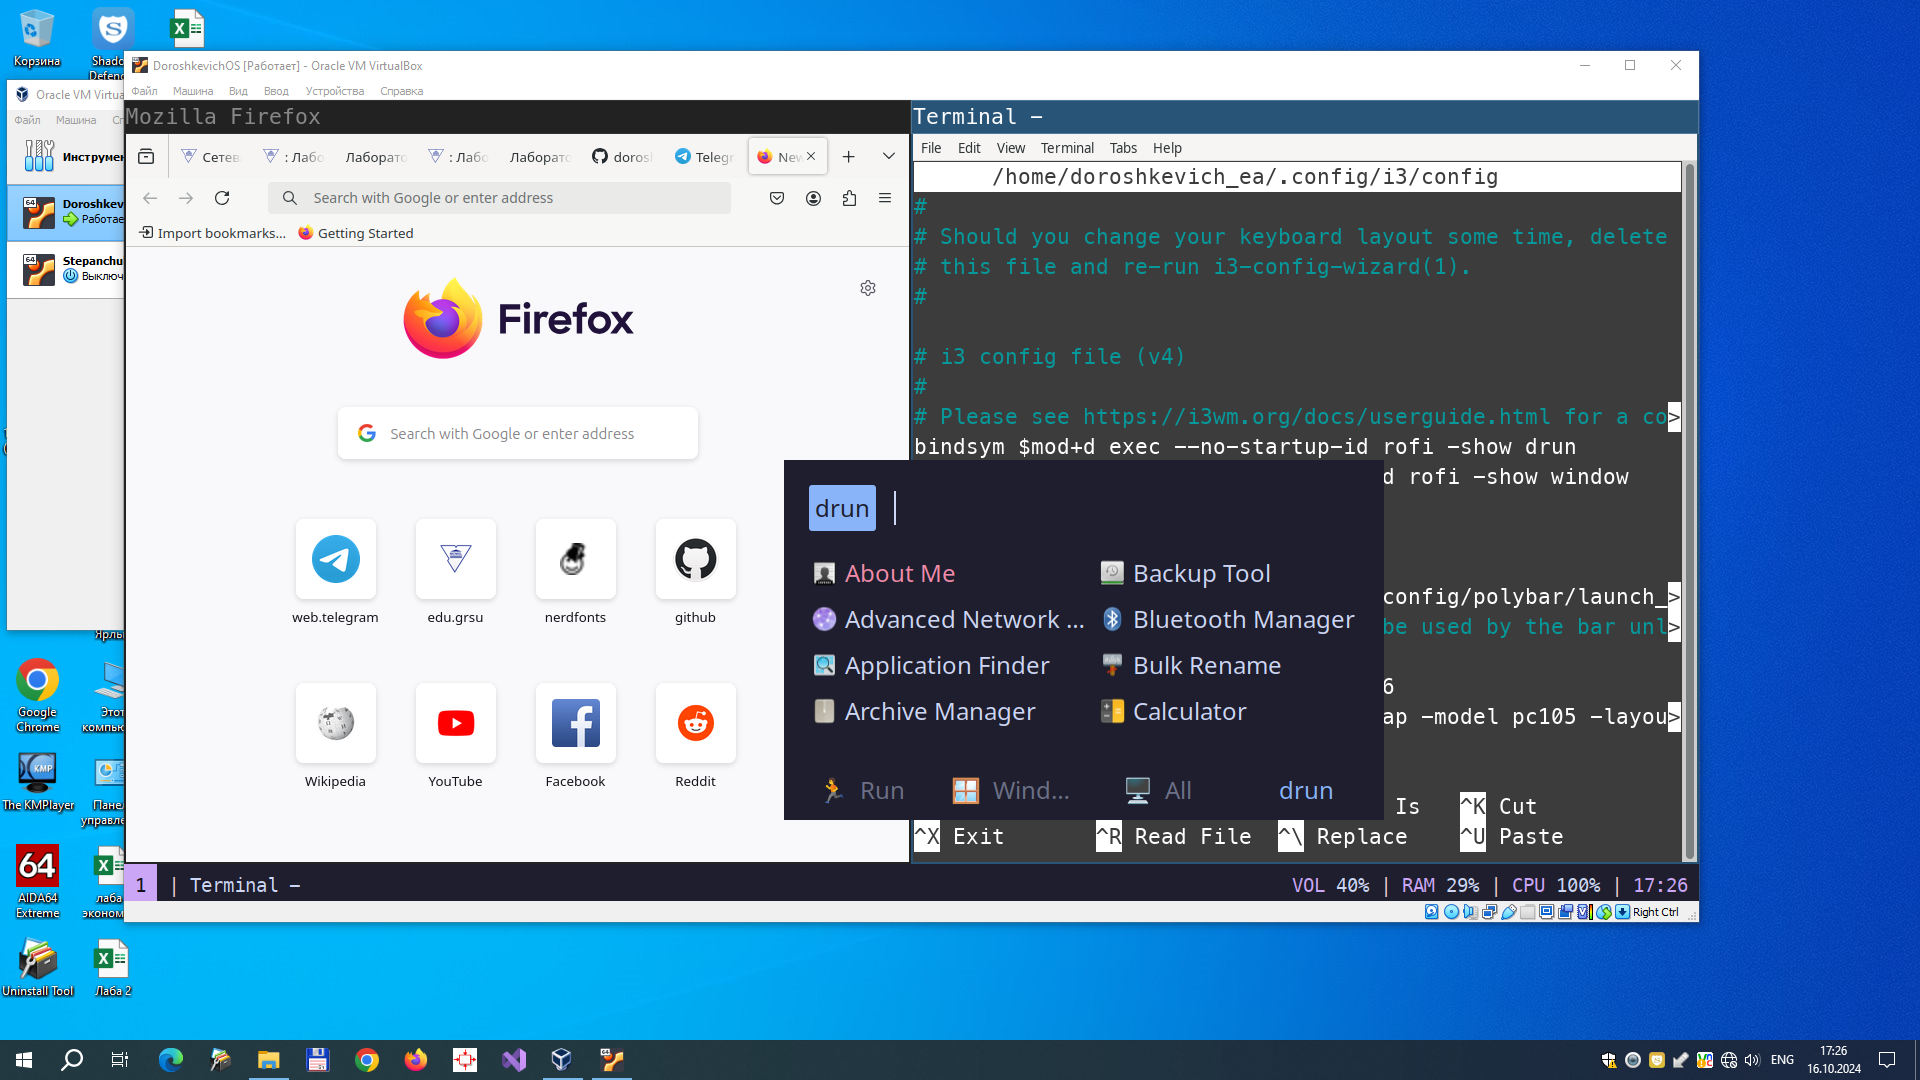 Корзина
Shado
Defen
DoroshkevichOS [Работает] - Oracle VM VirtualBox
Файл Машина Вид Ввод Устройства Справка
Oracle VM Virtua
Файл Машина Сп
Инструмен
Doroshkev
Работае
Stepanchu
Выключ
Mozilla Firefox
Сетев : Лабо Лаборато : Лабо Лаборато dorosh Telegr New
Search with Google or enter address
Import bookmarks... Getting Started
Firefox
Search with Google or enter address
web.telegram edu.grsu nerdfonts github
Wikipedia YouTube Facebook Reddit
Terminal -
File Edit View Terminal Tabs Help
/home/doroshkevich_ea/.config/i3/config
#
# Should you change your keyboard layout some time, delete
# this file and re-run i3-config-wizard(1).
#
# i3 config file (v4)
#
# Please see https://i3wm.org/docs/userguide.html for a co>
bindsym $mod+d exec --no-startup-id rofi -show drun
d rofi -show window
config/polybar/launch_>
be used by the bar unl>
6
ap -model pc105 -layou>
Is ^K Cut
^X Exit ^R Read File ^\ Replace ^U Paste
drun
About Me Backup Tool
Advanced Network ... Bluetooth Manager
Application Finder Bulk Rename
Archive Manager Calculator
Run Wind... All drun
1 | Terminal - VOL 40% | RAM 29% | CPU 100% | 17:26
Right Ctrl
Ярлы
Google
Chrome
Этот
компью
The KMPlayer
Панел
управле
64
AIDA64
Extreme
лаба
эконом
Uninstall Tool
Лаба 2
ENG
17:26
16.10.2024